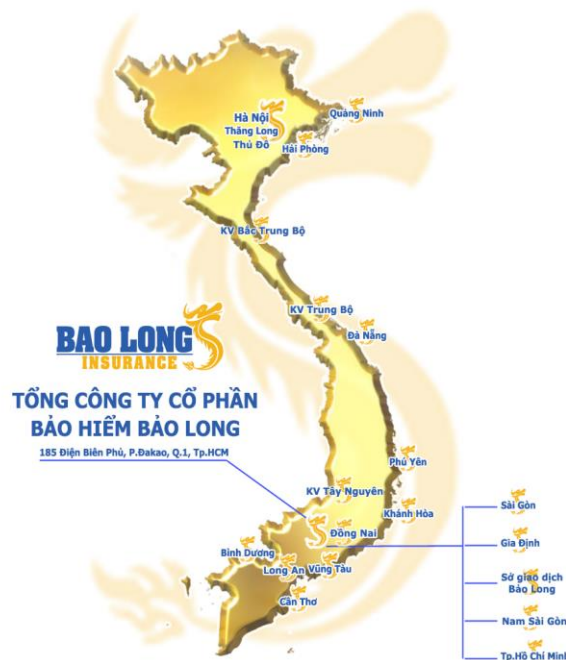 Hà Nội
Thăng Long
Thủ Đô
Quảng Ninh
Hải Phòng
KV Bắc Trung Bộ
KV Trung Bộ
Đà Nẵng
BAO LONG
INSURANCE
TỔNG CÔNG TY CỔ PHẦN
BẢO HIỂM BẢO LONG
185 Điện Biên Phủ, P.Đakao, Q.1, Tp.HCM
Phú Yên
KV Tây Nguyên
Khánh Hòa
Sài Gòn
Đồng Nai
Gia Định
Bình Dương
Long An
Vũng Tàu
Sở giao dịch
Bảo Long
Cần Thơ
Nam Sài Gòn
Tp.Hồ Chí Minh